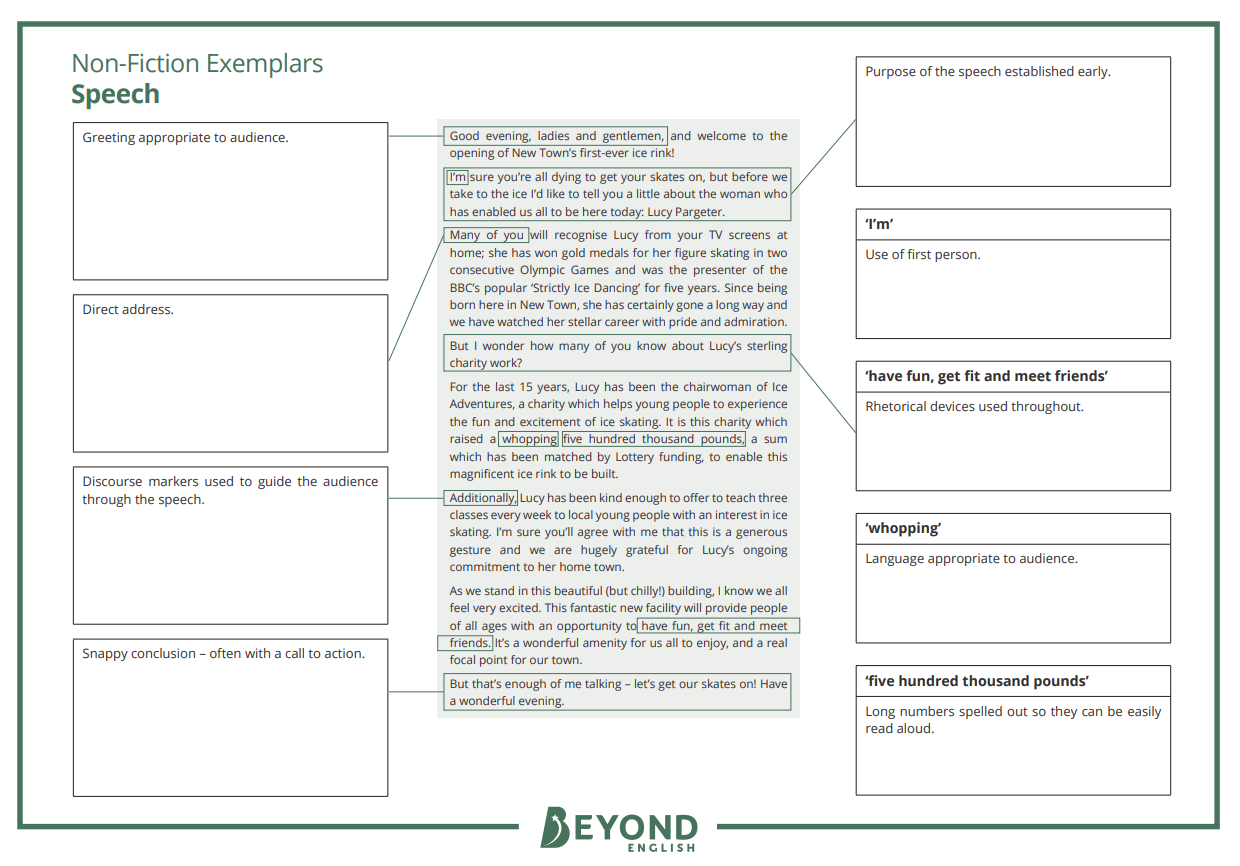 Non-Fiction Exemplars
Speech
Greeting appropriate to audience.
Direct address.
Discourse markers used to guide the audience
through the speech.
Snappy conclusion – often with a call to action.
Good evening, ladies and gentlemen, and welcome to the
opening of New Town's first-ever ice rink!
I'm sure you're all dying to get your skates on, but before we
take to the ice I'd like to tell you a little about the woman who
has enabled us all to be here today: Lucy Pargeter.
Many of you will recognise Lucy from your TV screens at
home; she has won gold medals for her figure skating in two
consecutive Olympic Games and was the presenter of the
BBC's popular 'Strictly Ice Dancing' for five years. Since being
born here in New Town, she has certainly gone a long way and
we have watched her stellar career with pride and admiration.
But I wonder how many of you know about Lucy's sterling
charity work?
For the last 15 years, Lucy has been the chairwoman of Ice
Adventures, a charity which helps young people to experience
the fun and excitement of ice skating. It is this charity which
raised a whopping five hundred thousand pounds, a sum
which has been matched by Lottery funding, to enable this
magnificent ice rink to be built.
Additionally, Lucy has been kind enough to offer to teach three
classes every week to local young people with an interest in ice
skating. I'm sure you'll agree with me that this is a generous
gesture and we are hugely grateful for Lucy's ongoing
commitment to her home town.
As we stand in this beautiful (but chilly!) building, I know we all
feel very excited. This fantastic new facility will provide people
of all ages with an opportunity to have fun, get fit and meet
friends. It's a wonderful amenity for us all to enjoy, and a real
focal point for our town.
But that's enough of me talking – let's get our skates on! Have
a wonderful evening.
Purpose of the speech established early.
'I'm'
Use of first person.
'have fun, get fit and meet friends'
Rhetorical devices used throughout.
'whopping'
Language appropriate to audience.
'five hundred thousand pounds'
Long numbers spelled out so they can be easily
read aloud.
BEYOND
ENGLISH